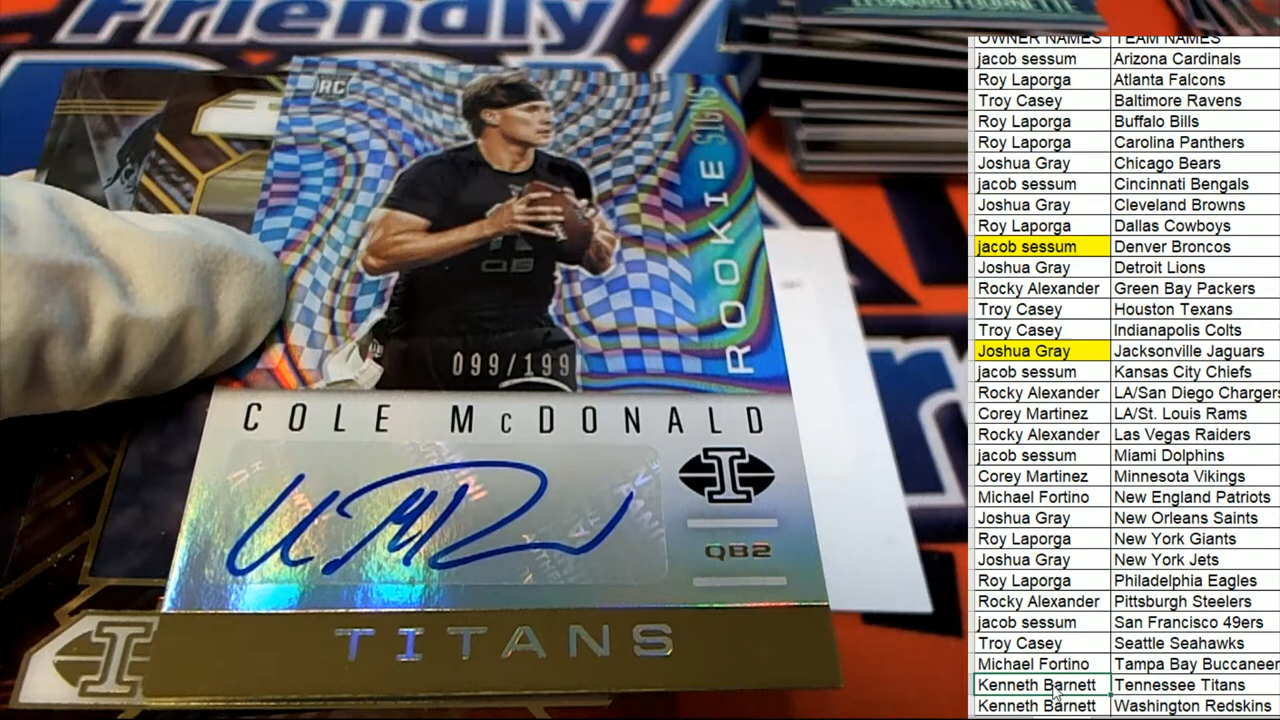 Friendly
RC
ROOKIE SIGNS
QB
099/199
COLE McDONALD
QB2
TITANS
OWNER NAMES TEAM NAMES
jacob sessum Arizona Cardinals
Roy Laporga Atlanta Falcons
Troy Casey Baltimore Ravens
Roy Laporga Buffalo Bills
Roy Laporga Carolina Panthers
Joshua Gray Chicago Bears
jacob sessum Cincinnati Bengals
Joshua Gray Cleveland Browns
Roy Laporga Dallas Cowboys
jacob sessum Denver Broncos
Joshua Gray Detroit Lions
Rocky Alexander Green Bay Packers
Troy Casey Houston Texans
Troy Casey Indianapolis Colts
Joshua Gray Jacksonville Jaguars
jacob sessum Kansas City Chiefs
Rocky Alexander LA/San Diego Chargers
Corey Martinez LA/St. Louis Rams
Rocky Alexander Las Vegas Raiders
jacob sessum Miami Dolphins
Corey Martinez Minnesota Vikings
Michael Fortino New England Patriots
Joshua Gray New Orleans Saints
Roy Laporga New York Giants
Joshua Gray New York Jets
Roy Laporga Philadelphia Eagles
Rocky Alexander Pittsburgh Steelers
jacob sessum San Francisco 49ers
Troy Casey Seattle Seahawks
Michael Fortino Tampa Bay Buccaneer
Kenneth Barnett Tennessee Titans
Kenneth Barnett Washington Redskins